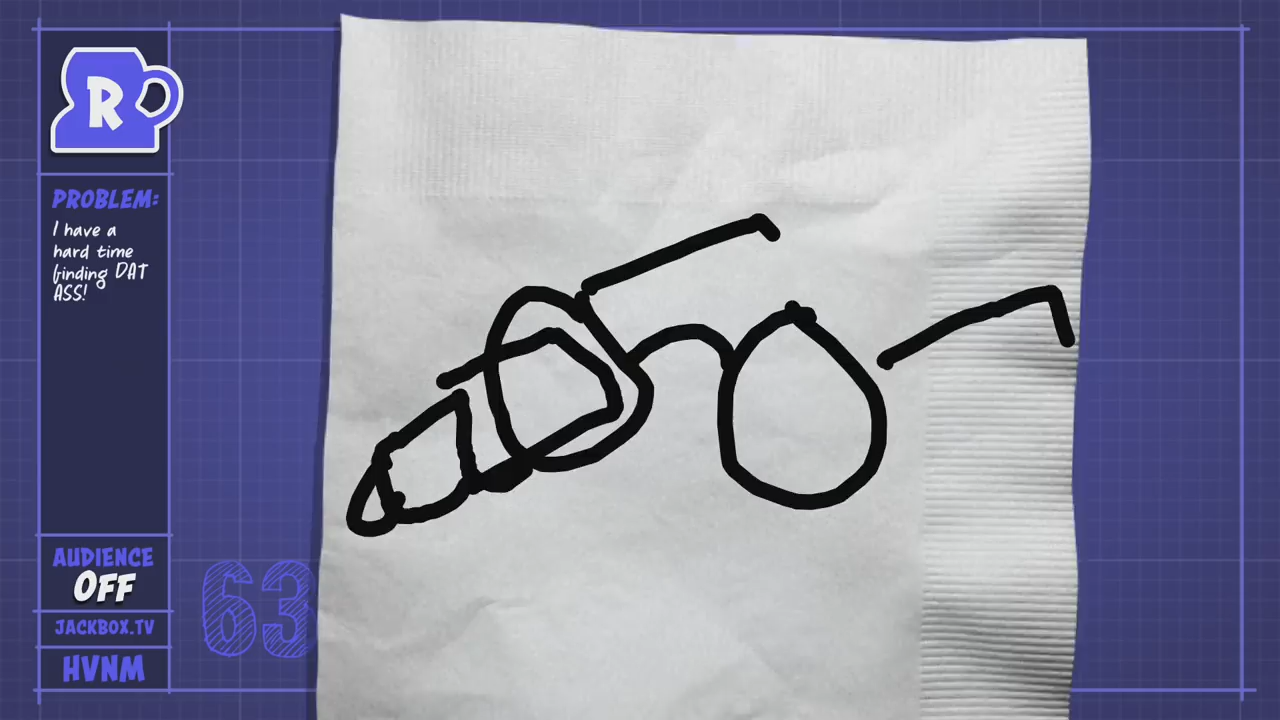 R
PROBLEM:
I have a
hard time
finding DAT
ASS!
AUDIENCE
OFF
JACKBOX.TV
HVNM
63